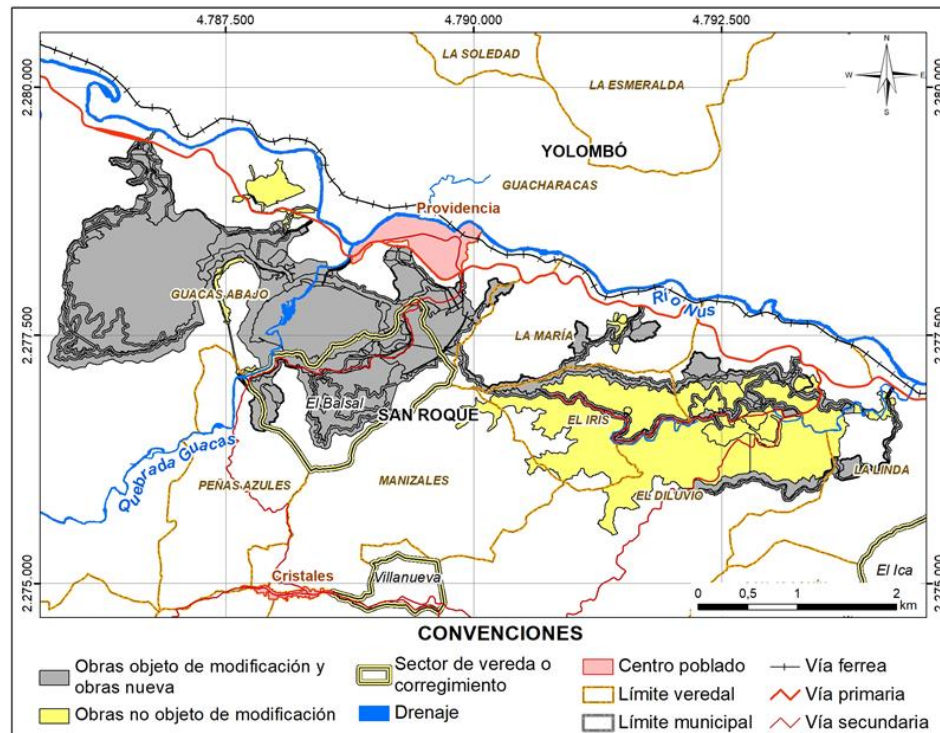 4.787.500 4.790.000 4.792.500
2.280.000
2.280.000
N
W E
S
LA SOLEDAD
LA ESMERALDA
YOLOMBÓ
GUACHARACAS
Providencia
GUACAS ABAJO
Río Nus
2.277.500
2.277.500
LA MARÍA
El Balsal
SAN ROQUE
EL IRIS
Quebrada Guacas
PEÑAS AZULES
MANIZALES
EL DILUVIO
LA LINDA
Cristales
Villanueva
El Ica
2.275.000
2.275.000
0 0,5 1 2
km
CONVENCIONES
Obras objeto de modificación y
obras nueva
Obras no objeto de modificación
Sector de vereda o
corregimiento
Drenaje
Centro poblado
Límite veredal
Límite municipal
Vía ferrea
Vía primaria
Vía secundaria